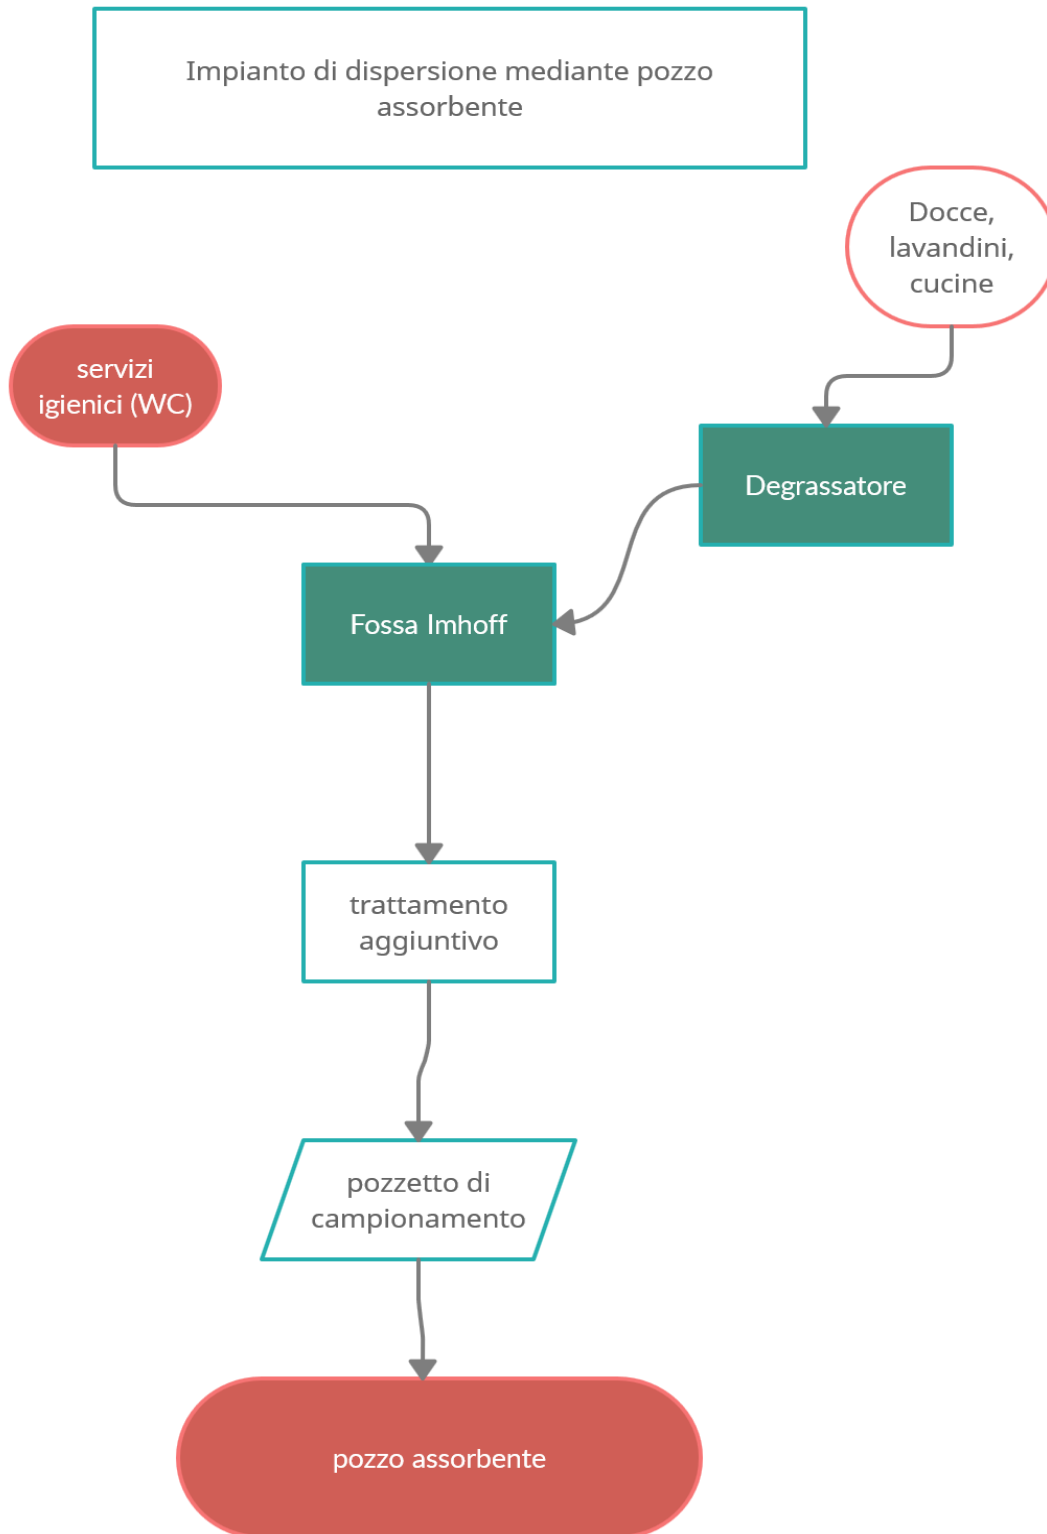 Impianto di dispersione mediante pozzo
assorbente
Docce,
lavandini,
cucine
servizi
igienici (WC)
Degrassatore
Fossa Imhoff
trattamento
aggiuntivo
pozzetto di
campionamento
pozzo assorbente